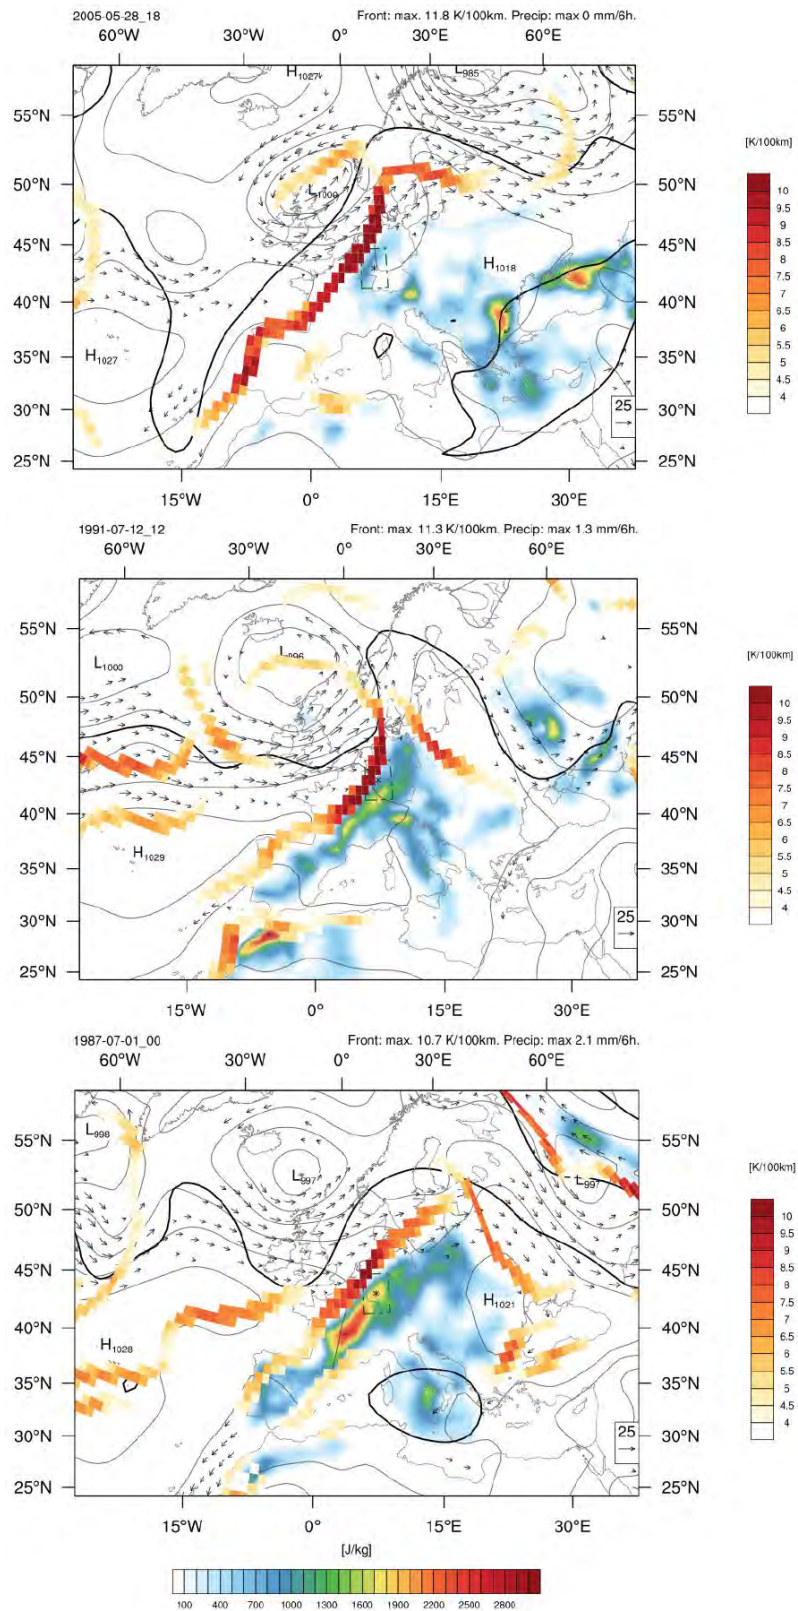 2005-05-28_18 Front: max. 11.8 K/100km. Precip: max 0 mm/6h.
60°W 30°W 0° 30°E 60°E
H1027 L985
55°N 55°N
[K/100km]
50°N L1000 50°N
10
9.5
9
8.5
8
7.5
7
6.5
6
5.5
5
4.5
4
45°N 45°N
H1018
40°N 40°N
H1027
35°N 35°N
30°N 25 30°N
25°N 25°N
15°W 0° 15°E 30°E
1991-07-12_12 Front: max. 11.3 K/100km. Precip: max 1.3 mm/6h.
60°W 30°W 0° 30°E 60°E
55°N 55°N
L1000 L996
[K/100km]
50°N 50°N
10
9.5
9
8.5
8
7.5
7
6.5
6
5.5
5
4.5
4
45°N 45°N
40°N 40°N
H1029
35°N 35°N
30°N 25 30°N
25°N 25°N
15°W 0° 15°E 30°E
1987-07-01_00 Front: max. 10.7 K/100km. Precip: max 2.1 mm/6h.
60°W 30°W 0° 30°E 60°E
L998
55°N 55°N
L997 L997
[K/100km]
50°N 50°N
10
9.5
9
8.5
8
7.5
7
6.5
6
5.5
5
4.5
4
45°N 45°N
H1021
40°N 40°N
H1028
35°N 35°N
30°N 25 30°N
25°N 25°N
15°W 0° 15°E 30°E
[J/kg]
100 400 700 1000 1300 1600 1900 2200 2500 2800